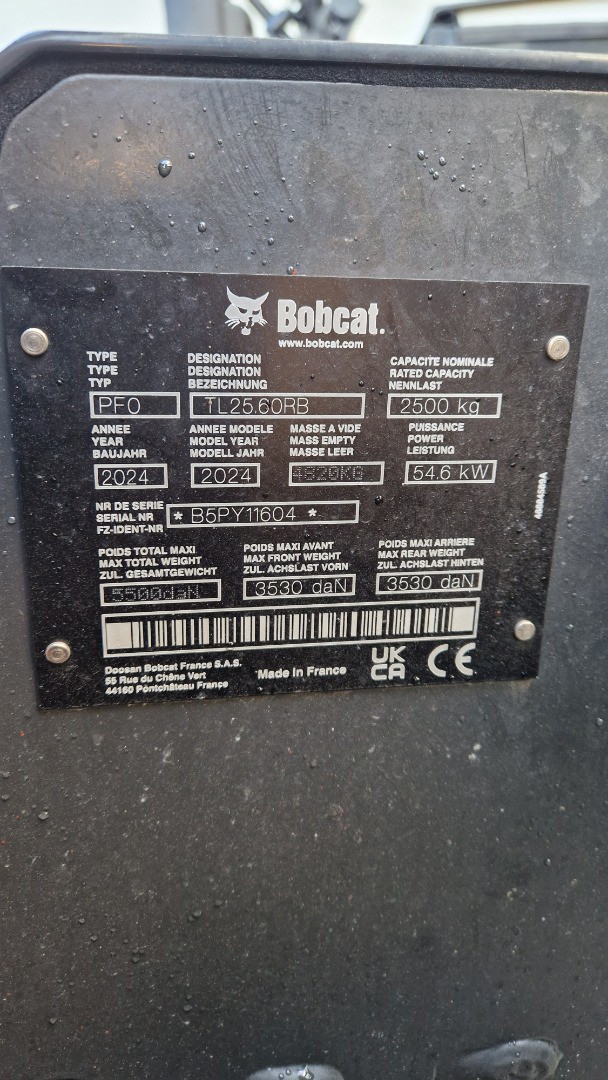 Bobcat.
www.bobcat.com
TYPE DESIGNATION CAPACITE NOMINALE
TYPE DESIGNATION RATED CAPACITY
TYP BEZEICHNUNG NENNLAST
PF0 TL25.60RB 2500 kg
ANNEE ANNEE MODELE MASSE A VIDE PUISSANCE
YEAR MODEL YEAR MASS EMPTY POWER
BAUJAHR MODELL JAHR MASSE LEER LEISTUNG
2024 2024 4820KG 54.6 kW
NR DE SERIE
SERIAL NR * B5PY11604 *
FZ-IDENT-NR
POIDS TOTAL MAXI POIDS MAXI AVANT POIDS MAXI ARRIERE
MAX TOTAL WEIGHT MAX FRONT WEIGHT MAX REAR WEIGHT
ZUL. GESAMTGEWICHT ZUL. ACHSLAST VORN ZUL. ACHSLAST HINTEN
5500daN 3530 daN 3530 daN
Doosan Bobcat France S.A.S.
55 Rue du Chêne Vert
44160 Pontchâteau France
Made in France
UK
CA
CE